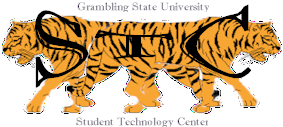 Grambling State University
STC
Student Technology Center